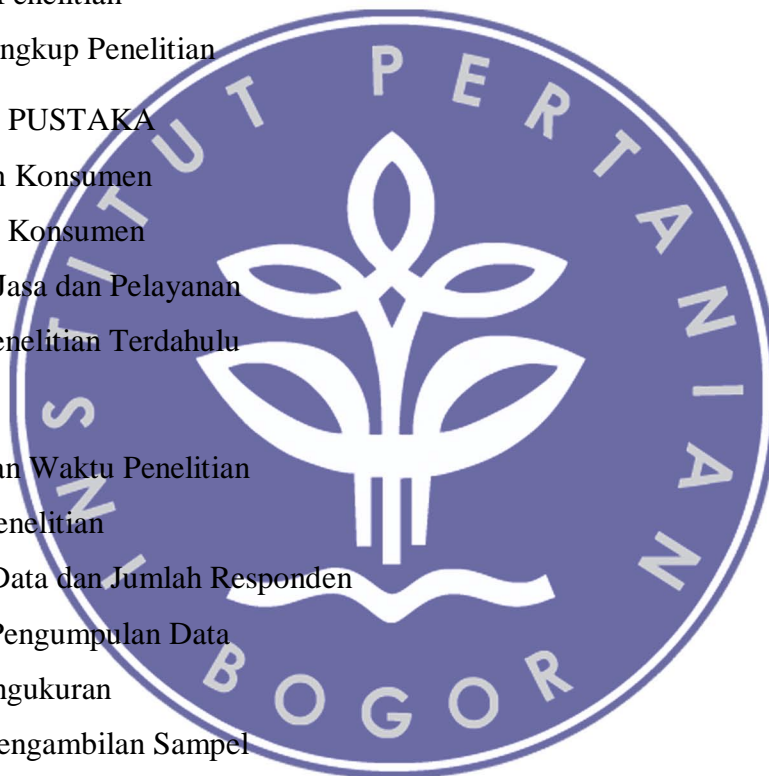 Penelitian
ngkup Penelitian
PUSTAKA
n Konsumen
Konsumen
Jasa dan Pelayanan
enelitian Terdahulu
an Waktu Penelitian
enelitian
Data dan Jumlah Responden
Pengumpulan Data
ngukuran
engambilan Sampel
INSTITUT PERTANIAN
BOGOR